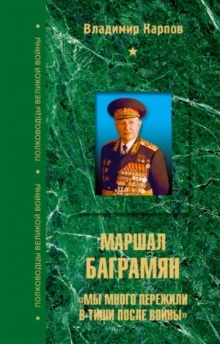 Владимир Карпов
ПОЛКОВОДЦЫ ВЕЛИКОЙ ВОЙНЫ
ПОЛКОВОДЦЫ ВЕЛИКОЙ ВОЙНЫ
МАРШАЛ
БАГРАМЯН
«МЫ МНОГО ПЕРЕЖИЛИ
В ТИШИ ПОСЛЕ ВОЙНЫ»